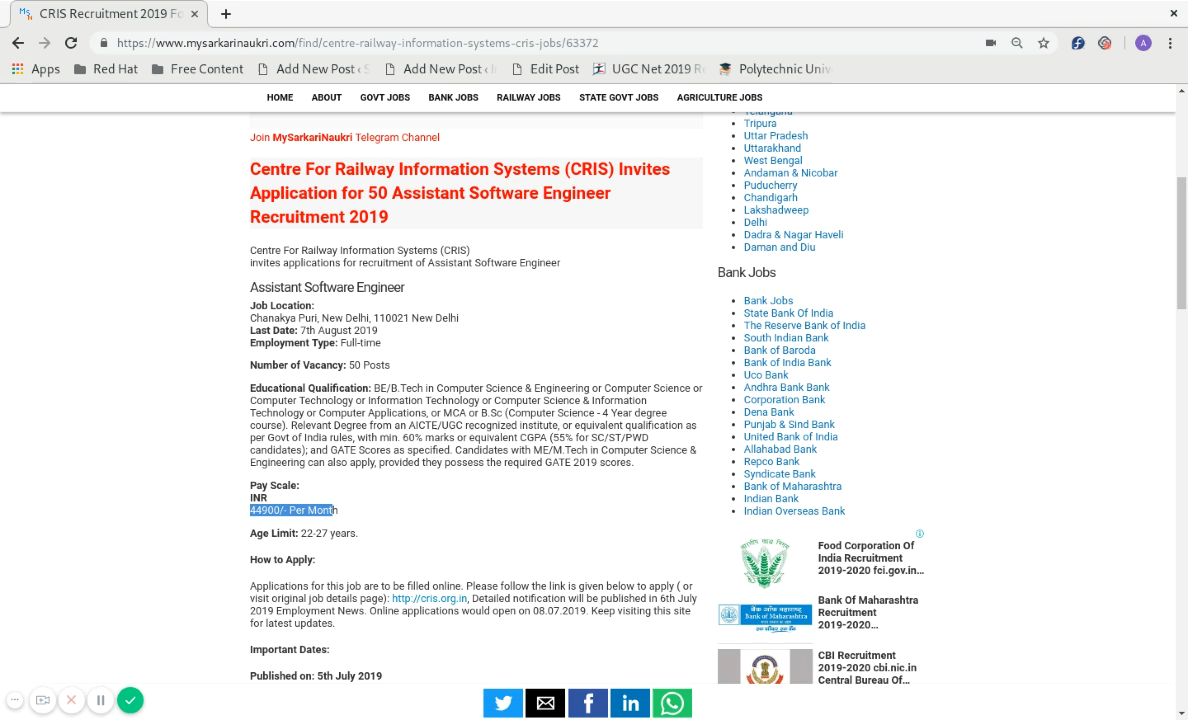 CRIS Recruitment 2019 Fo
https://www.mysarkarinaukri.com/find/centre-railway-information-systems-cris-jobs/63372
A
Apps Red Hat Free Content Add New Post ‹ S Add New Post ‹ Edit Post UGC Net 2019 R Polytechnic Univ
HOME ABOUT GOVT JOBS BANK JOBS RAILWAY JOBS STATE GOVT JOBS AGRICULTURE JOBS
Join MySarkariNaukri Telegram Channel
Centre For Railway Information Systems (CRIS) Invites
Application for 50 Assistant Software Engineer
Recruitment 2019
Centre For Railway Information Systems (CRIS)
invites applications for recruitment of Assistant Software Engineer
Assistant Software Engineer
Job Location:
Chanakya Puri, New Delhi, 110021 New Delhi
Last Date: 7th August 2019
Employment Type: Full-time
Number of Vacancy: 50 Posts
Educational Qualification: BE/B.Tech in Computer Science & Engineering or Computer Science or
Computer Technology or Information Technology or Computer Science & Information
Technology or Computer Applications, or MCA or B.Sc (Computer Science - 4 Year degree
course). Relevant Degree from an AICTE/UGC recognized institute, or equivalent qualification as
per Govt of India rules, with min. 60% marks or equivalent CGPA (55% for SC/ST/PWD
candidates); and GATE Scores as specified. Candidates with ME/M.Tech in Computer Science &
Engineering can also apply, provided they possess the required GATE 2019 scores.
Pay Scale:
INR
44900/- Per Month
Age Limit: 22-27 years.
How to Apply:
Applications for this job are to be filled online. Please follow the link is given below to apply ( or
visit original job details page): http://cris.org.in, Detailed notification will be published in 6th July
2019 Employment News. Online applications would open on 08.07.2019. Keep visiting this site
for latest updates.
Important Dates:
Published on: 5th July 2019
Telangana
Tripura
Uttar Pradesh
Uttarakhand
West Bengal
Andaman & Nicobar
Puducherry
Chandigarh
Lakshadweep
Delhi
Dadra & Nagar Haveli
Daman and Diu
Bank Jobs
Bank Jobs
State Bank Of India
The Reserve Bank of India
South Indian Bank
Bank of Baroda
Bank of India Bank
Uco Bank
Andhra Bank Bank
Corporation Bank
Dena Bank
Punjab & Sind Bank
United Bank of India
Allahabad Bank
Repco Bank
Syndicate Bank
Bank of Maharashtra
Indian Bank
Indian Overseas Bank
Food Corporation Of
India Recruitment
2019-2020 fci.gov.in...
Bank of Maharashtra
Bank Of Maharashtra
Recruitment
2019-2020...
CBI Recruitment
2019-2020 cbi.nic.in
Central Bureau Of...